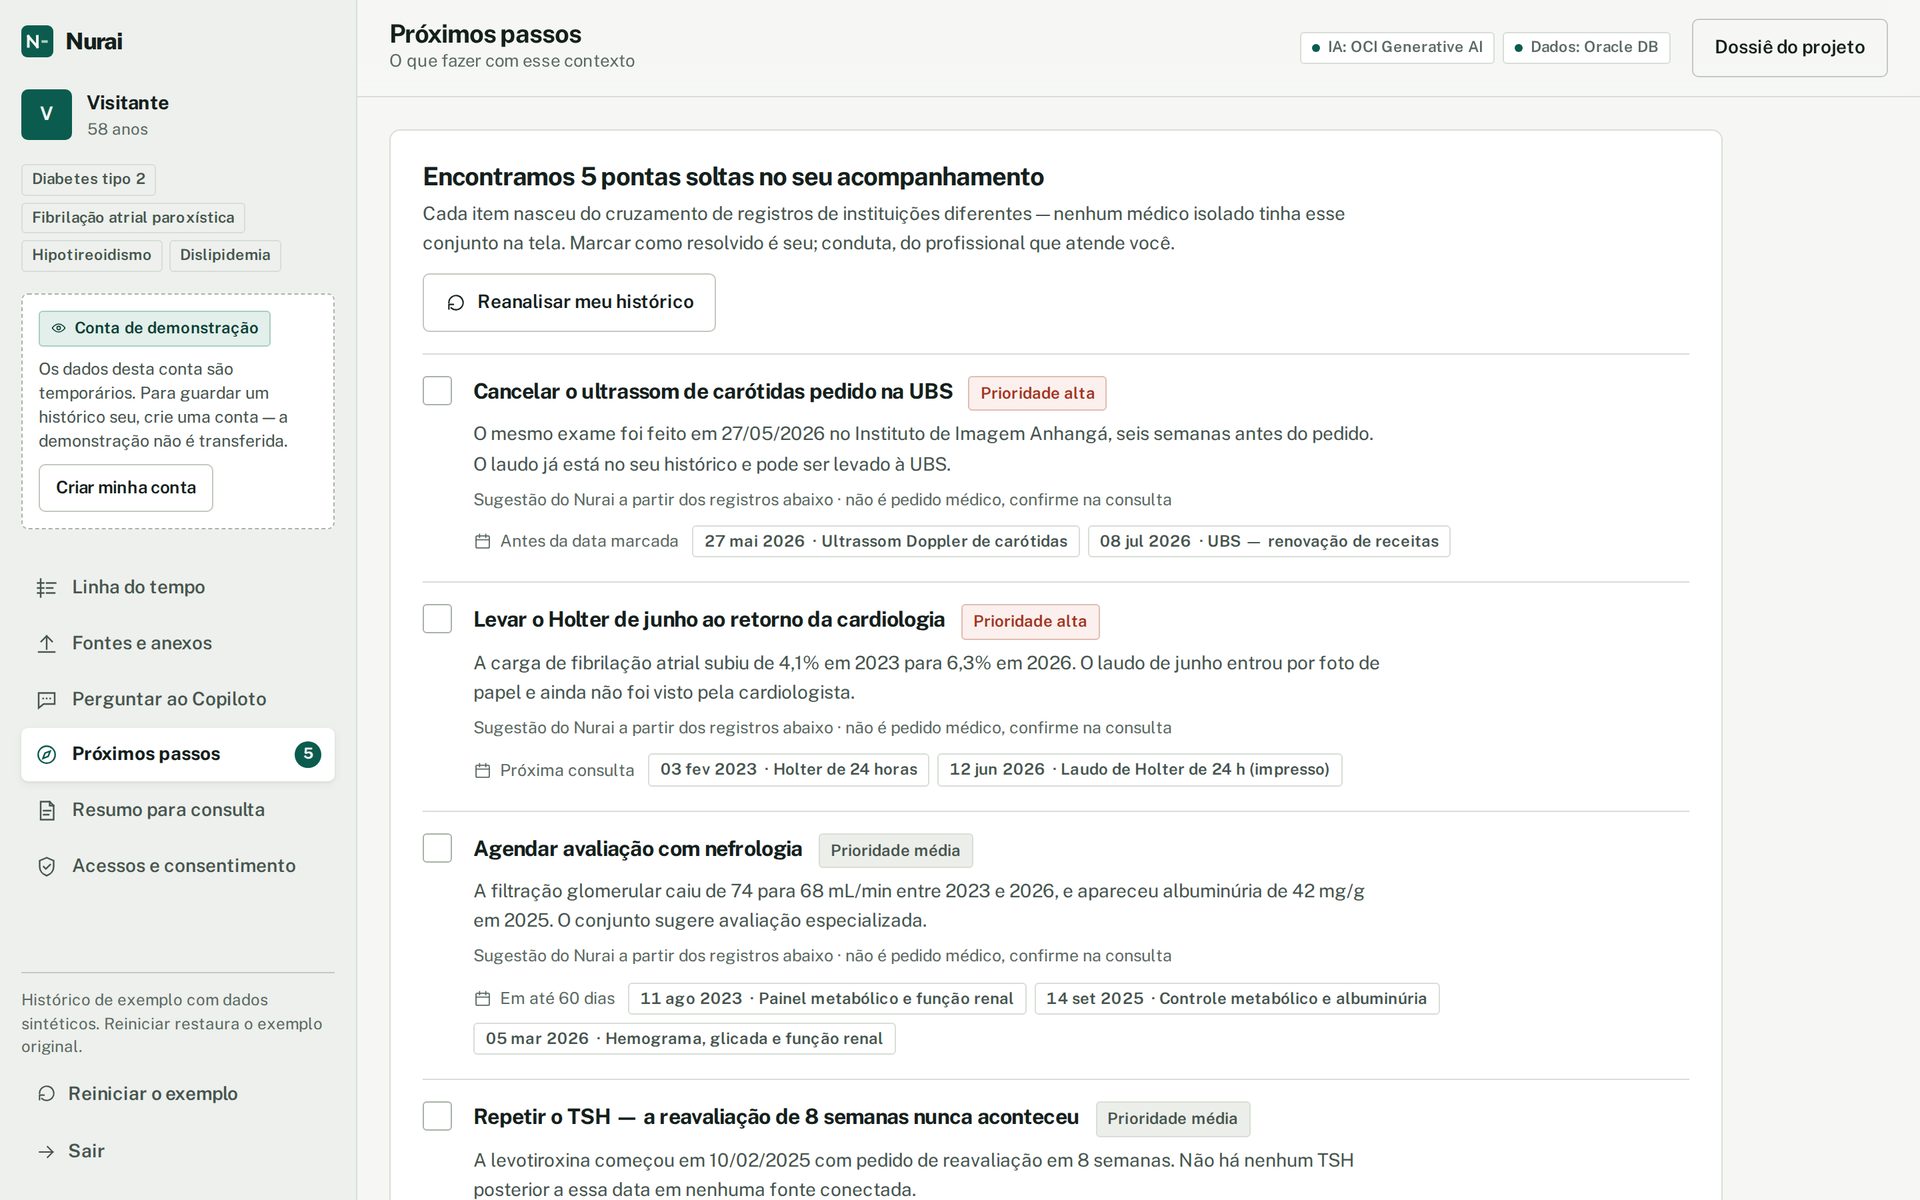 N-
Nurai
V
Visitante
58 anos
Diabetes tipo 2
Fibrilação atrial paroxística
Hipotireoidismo
Dislipidemia
Conta de demonstração
Os dados desta conta são
temporários. Para guardar um
histórico seu, crie uma conta — a
demonstração não é transferida.
Criar minha conta
Linha do tempo
Fontes e anexos
Perguntar ao Copiloto
Próximos passos
5
Resumo para consulta
Acessos e consentimento
Histórico de exemplo com dados
sintéticos. Reiniciar restaura o exemplo
original.
Reiniciar o exemplo
Sair
Próximos passos
O que fazer com esse contexto
IA: OCI Generative AI
Dados: Oracle DB
Dossiê do projeto
Encontramos 5 pontas soltas no seu acompanhamento
Cada item nasceu do cruzamento de registros de instituições diferentes — nenhum médico isolado tinha esse
conjunto na tela. Marcar como resolvido é seu; conduta, do profissional que atende você.
Reanalisar meu histórico
Cancelar o ultrassom de carótidas pedido na UBS
Prioridade alta
O mesmo exame foi feito em 27/05/2026 no Instituto de Imagem Anhangá, seis semanas antes do pedido.
O laudo já está no seu histórico e pode ser levado à UBS.
Sugestão do Nurai a partir dos registros abaixo · não é pedido médico, confirme na consulta
Antes da data marcada
27 mai 2026 · Ultrassom Doppler de carótidas
08 jul 2026 · UBS — renovação de receitas
Levar o Holter de junho ao retorno da cardiologia
Prioridade alta
A carga de fibrilação atrial subiu de 4,1% em 2023 para 6,3% em 2026. O laudo de junho entrou por foto de
papel e ainda não foi visto pela cardiologista.
Sugestão do Nurai a partir dos registros abaixo · não é pedido médico, confirme na consulta
Próxima consulta
03 fev 2023 · Holter de 24 horas
12 jun 2026 · Laudo de Holter de 24 h (impresso)
Agendar avaliação com nefrologia
Prioridade média
A filtração glomerular caiu de 74 para 68 mL/min entre 2023 e 2026, e apareceu albuminúria de 42 mg/g
em 2025. O conjunto sugere avaliação especializada.
Sugestão do Nurai a partir dos registros abaixo · não é pedido médico, confirme na consulta
Em até 60 dias
11 ago 2023 · Painel metabólico e função renal
14 set 2025 · Controle metabólico e albuminúria
05 mar 2026 · Hemograma, glicada e função renal
Repetir o TSH — a reavaliação de 8 semanas nunca aconteceu
Prioridade média
A levotiroxina começou em 10/02/2025 com pedido de reavaliação em 8 semanas. Não há nenhum TSH
posterior a essa data em nenhuma fonte conectada.